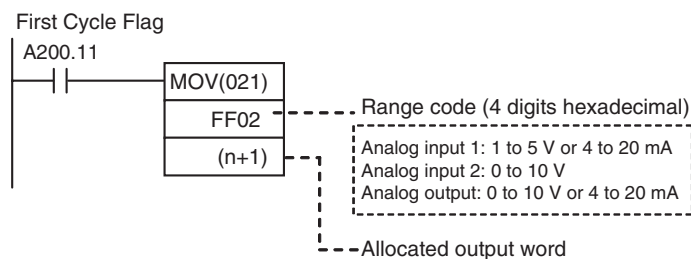 First Cycle Flag
A200.11
MOV(021)
FF02
(n+1)
Range code (4 digits hexadecimal)
Analog input 1: 1 to 5 V or 4 to 20 mA
Analog input 2: 0 to 10 V
Analog output: 0 to 10 V or 4 to 20 mA
Allocated output word